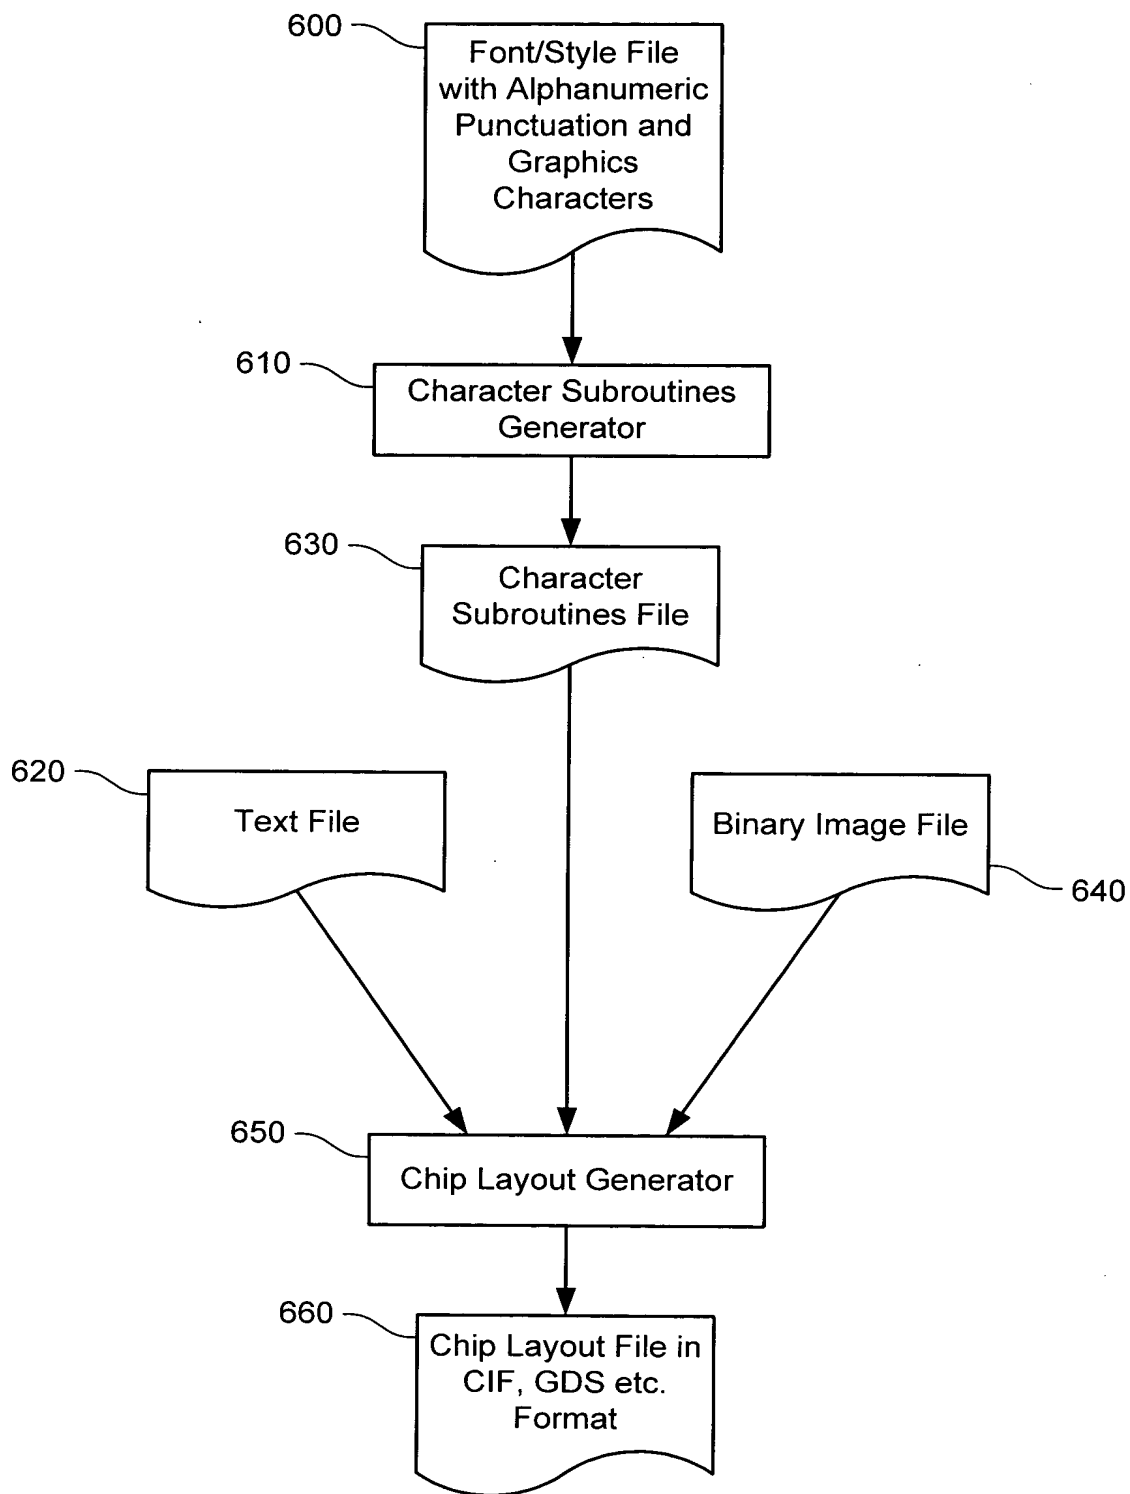 600
Font/Style File
with Alphanumeric
Punctuation and
Graphics
Characters
610
Character Subroutines
Generator
630
Character
Subroutines File
620
Text File
Binary Image File
640
650
Chip Layout Generator
660
Chip Layout File in
CIF, GDS etc.
Format